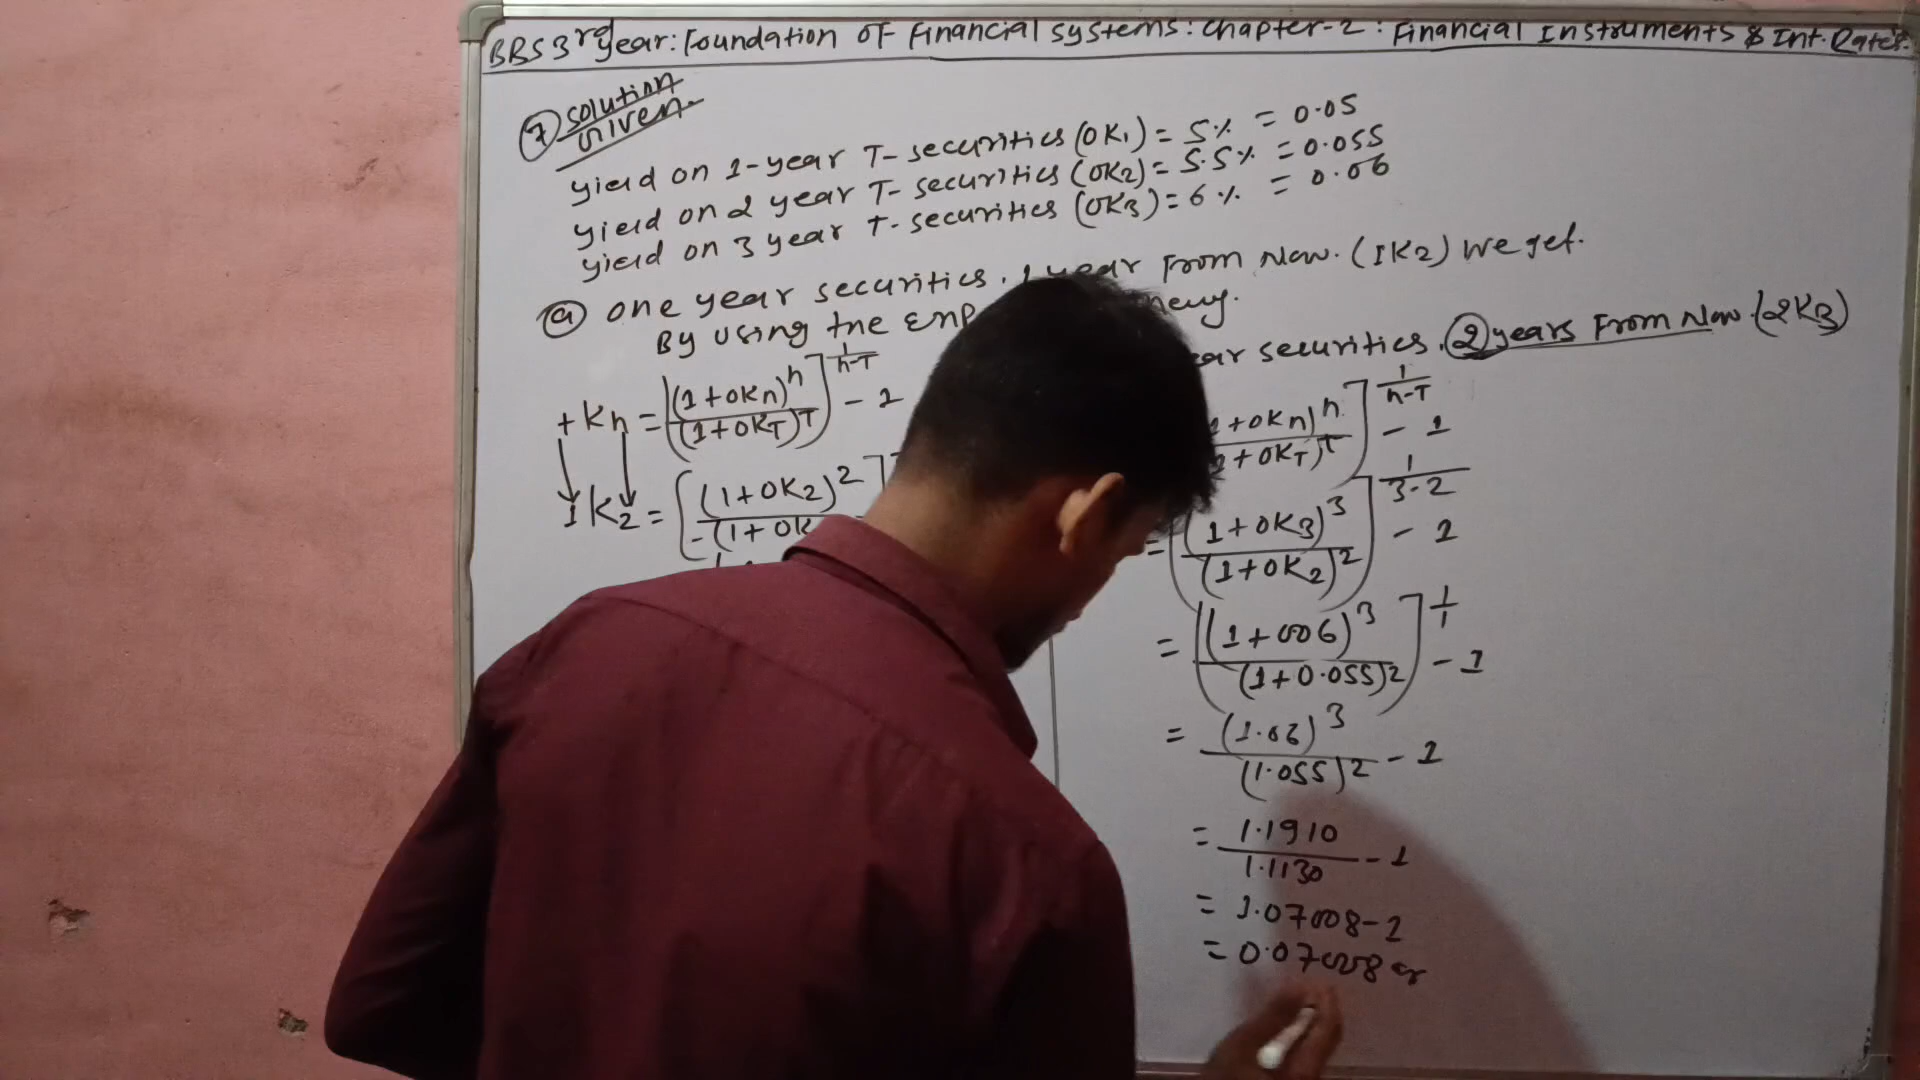 BBS 3rd year: Foundation of Financial systems: Chapter-2: Financial Instruments & Int. Rates.
7 solution
Given.
yield on 1-year T-securities (0K1) = 5% = 0.05
yield on 2 year T-securities (0K2) = 5.5% = 0.055
yield on 3 year T-securities (0K3) = 6% = 0.06
a one year securities, 1 year From Now. (1K2) We get.
By using the
ear securities, 2 years From Now (2K3)
tKn = [(1+0Kn)^n / (1+0KT)^T]^(1/n-T) - 1
1K2 = [(1+0K2)^2 / (1+0K
1+0Kn)^n / 1+0KT)^T]^(1/n-T) - 1
= [(1+0K3)^3 / (1+0K2)^2]^(1/3-2) - 1
= [(1+006)^3 / (1+0.055)^2]^(1/1) - 1
= (1.06)^3 / (1.055)^2 - 1
= 1.1910 / 1.1130 - 1
= 1.07008-1
= 0.07008 or